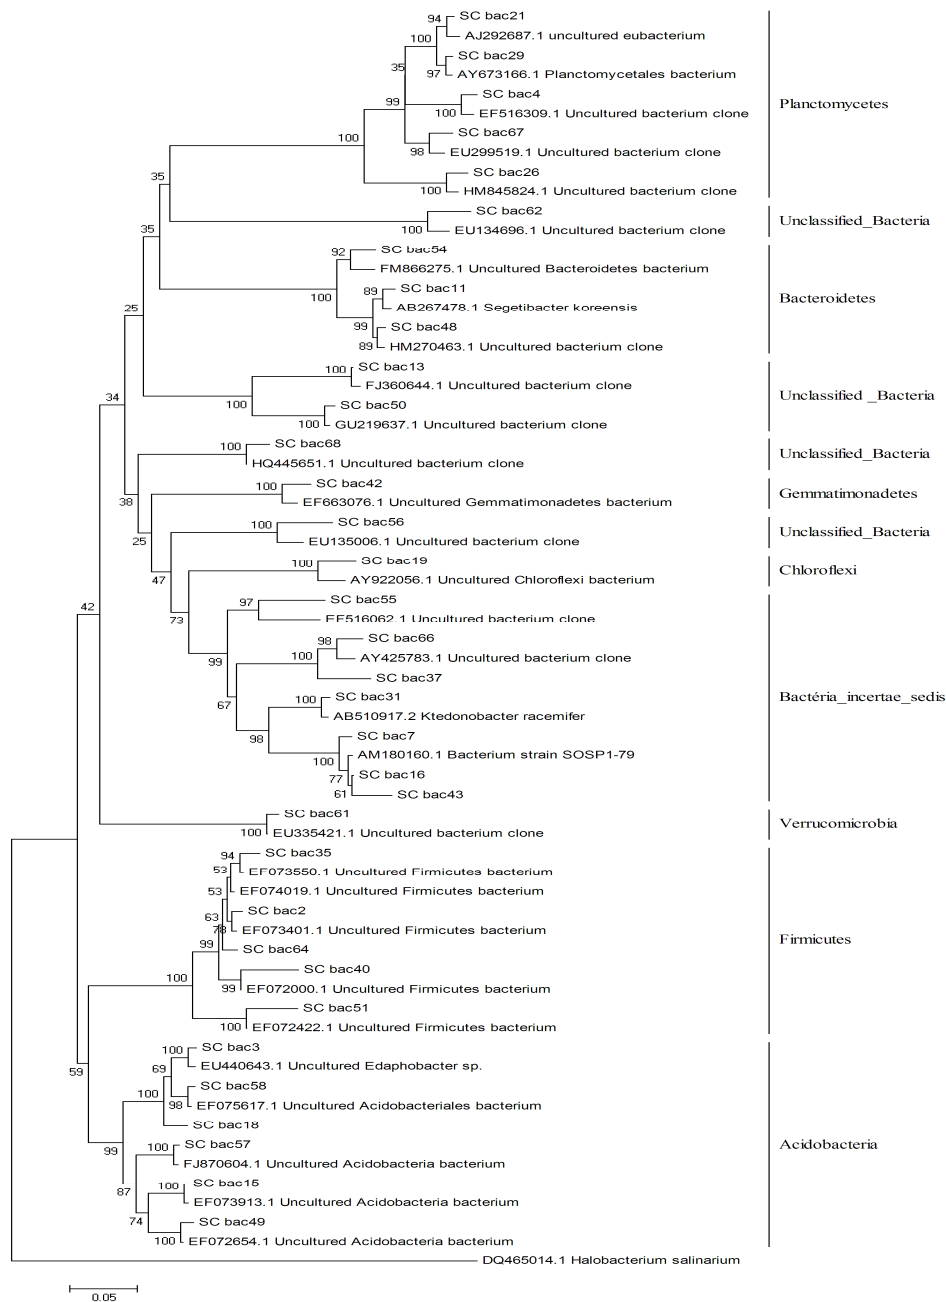 SC bac21
94
AJ292687.1 uncultured eubacterium
100
SC bac29
35
97
AY673166.1 Planctomycetales bacterium
SC bac4
99
Planctomycetes
100
EF516309.1 Uncultured bacterium clone
SC bac67
100
98
EU299519.1 Uncultured bacterium clone
SC bac26
35
100
HM845824.1 Uncultured bacterium clone
SC bac62
Unclassified_Bacteria
35
100
EU134696.1 Uncultured bacterium clone
SC bac54
92
FM866275.1 Uncultured Bacteroidetes bacterium
100
SC bac11
89
Bacteroidetes
25
AB267478.1 Segetibacter koreensis
99
SC bac48
89
HM270463.1 Uncultured bacterium clone
SC bac13
100
FJ360644.1 Uncultured bacterium clone
Unclassified _Bacteria
34
100
SC bac50
100
GU219637.1 Uncultured bacterium clone
SC bac68
100
Unclassified_Bacteria
HQ445651.1 Uncultured bacterium clone
SC bac42
100
Gemmatimonadetes
38
EF663076.1 Uncultured Gemmatimonadetes bacterium
SC bac56
100
Unclassified_Bacteria
25
EU135006.1 Uncultured bacterium clone
SC bac19
100
Chloroflexi
47
AY922056.1 Uncultured Chloroflexi bacterium
SC bac55
97
42
73
EF516062.1 Uncultured bacterium clone
SC bac66
98
99
100
AY425783.1 Uncultured bacterium clone
SC bac37
SC bac31
Bactéria_incertae_sedis
67
100
AB510917.2 Ktedonobacter racemifer
98
SC bac7
AM180160.1 Bacterium strain SOSP1-79
100
SC bac16
77
61
SC bac43
SC bac61
Verrucomicrobia
100
EU335421.1 Uncultured bacterium clone
SC bac35
94
53
EF073550.1 Uncultured Firmicutes bacterium
53
EF074019.1 Uncultured Firmicutes bacterium
SC bac2
63
78
EF073401.1 Uncultured Firmicutes bacterium
Firmicutes
99
SC bac64
SC bac40
100
99
EF072000.1 Uncultured Firmicutes bacterium
SC bac51
100
EF072422.1 Uncultured Firmicutes bacterium
SC bac3
100
59
69
EU440643.1 Uncultured Edaphobacter sp.
SC bac58
100
98
EF075617.1 Uncultured Acidobacteriales bacterium
SC bac18
99
SC bac57
Acidobacteria
100
FJ870604.1 Uncultured Acidobacteria bacterium
SC bac15
87
100
EF073913.1 Uncultured Acidobacteria bacterium
74
SC bac49
100
EF072654.1 Uncultured Acidobacteria bacterium
DQ465014.1 Halobacterium salinarium
0.05